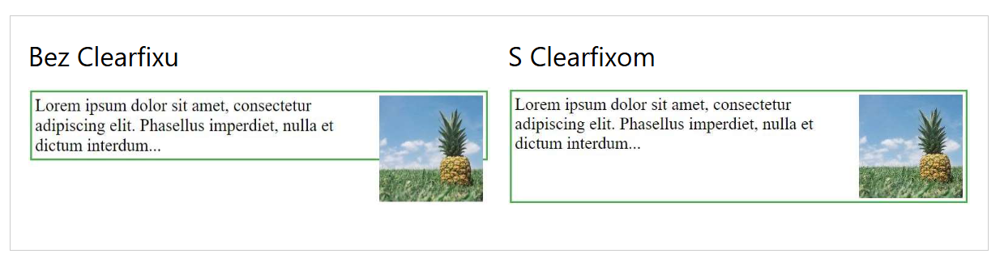 Bez Clearfixu
Lorem ipsum dolor sit amet, consectetur
adipiscing elit. Phasellus imperdiet, nulla et
dictum interdum...
S Clearfixom
Lorem ipsum dolor sit amet, consectetur
adipiscing elit. Phasellus imperdiet, nulla et
dictum interdum...